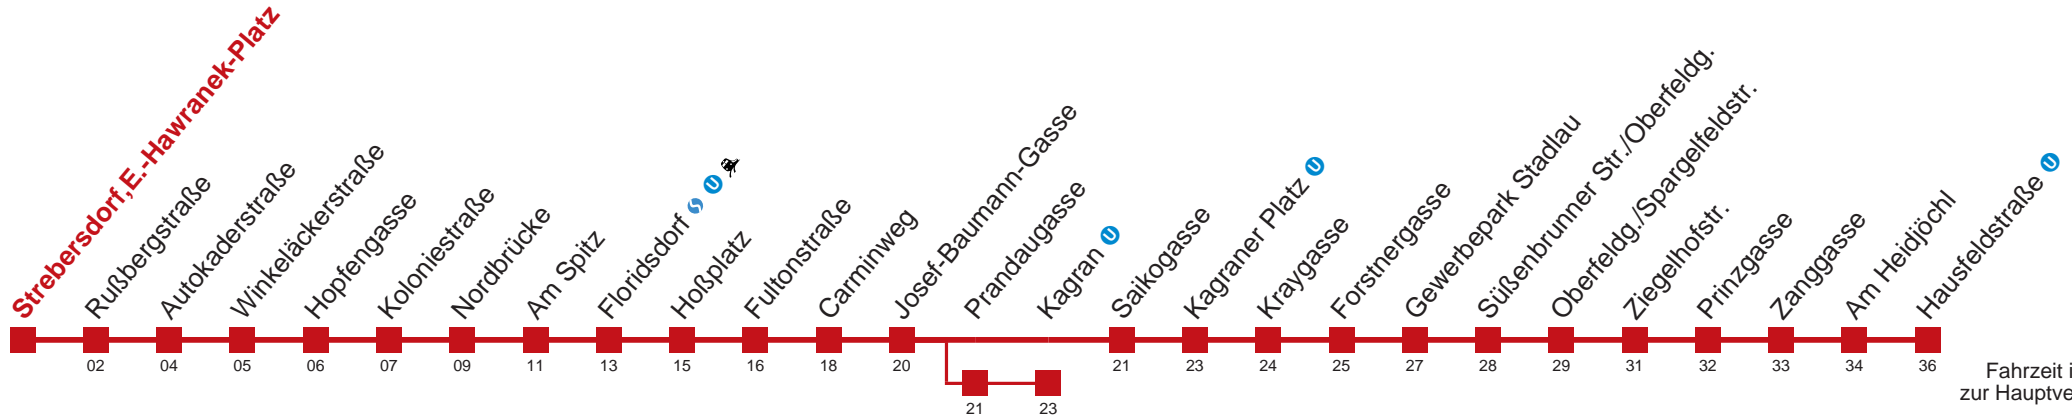 Strebersdorf,E.-Hawranek-Platz
Rußbergstraße
Autokaderstraße
Winkeläckerstraße
Hopfengasse
Koloniestraße
Nordbrücke
Am Spitz
Floridsdorf S U
Hoßplatz
Fultonstraße
Carminweg
Josef-Baumann-Gasse
Prandaugasse
Kagran U
Saikogasse
Kagraner Platz U
Kraygasse
Forstnergasse
Gewerbepark Stadlau
Süßenbrunner Str./Oberfeldg.
Oberfeldg./Spargelfeldstr.
Ziegelhofstr.
Prinzgasse
Zanggasse
Am Heidjöchl
Hausfeldstraße U
02 04 05 06 07 09 11 13 15 16 18 20 21 23 24 25 27 28 29 31 32 33 34 36
21 23
Fahrzeit i
zur Hauptve